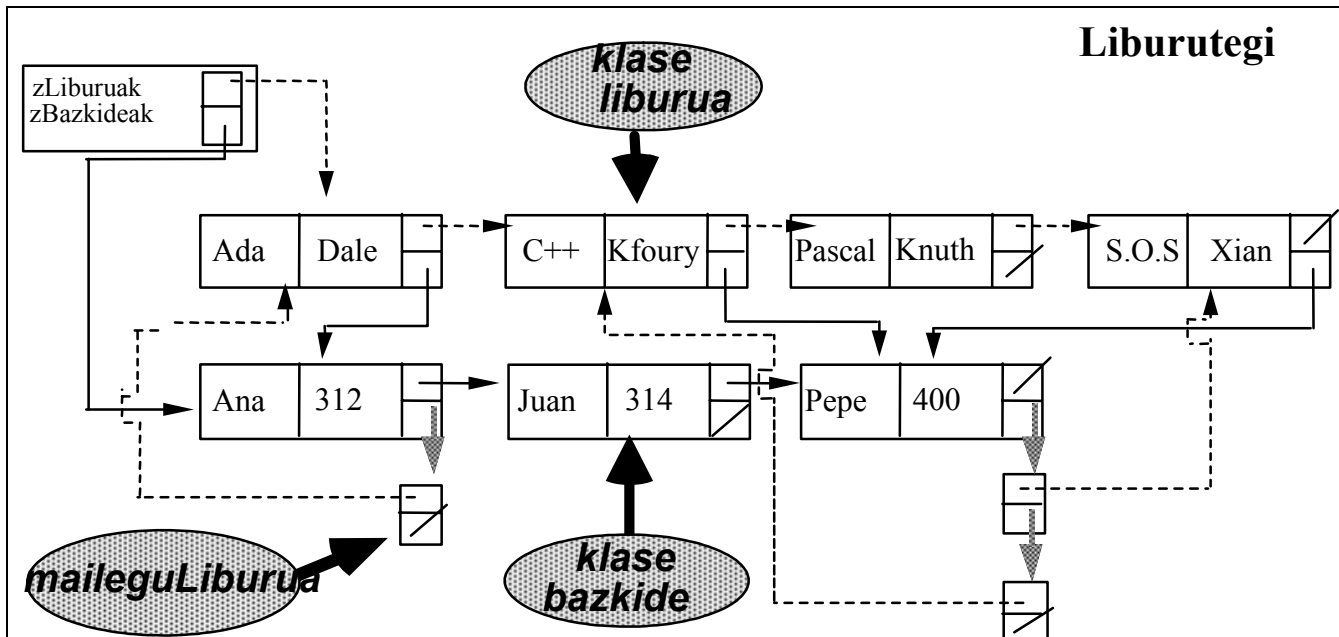 Liburutegi
zLiburuak
zBazkideak
klase
liburua
Ada Dale
C++ Kfoury
Pascal Knuth
S.O.S Xian
Ana 312
Juan 314
Pepe 400
maileguLiburua
klase
bazkide